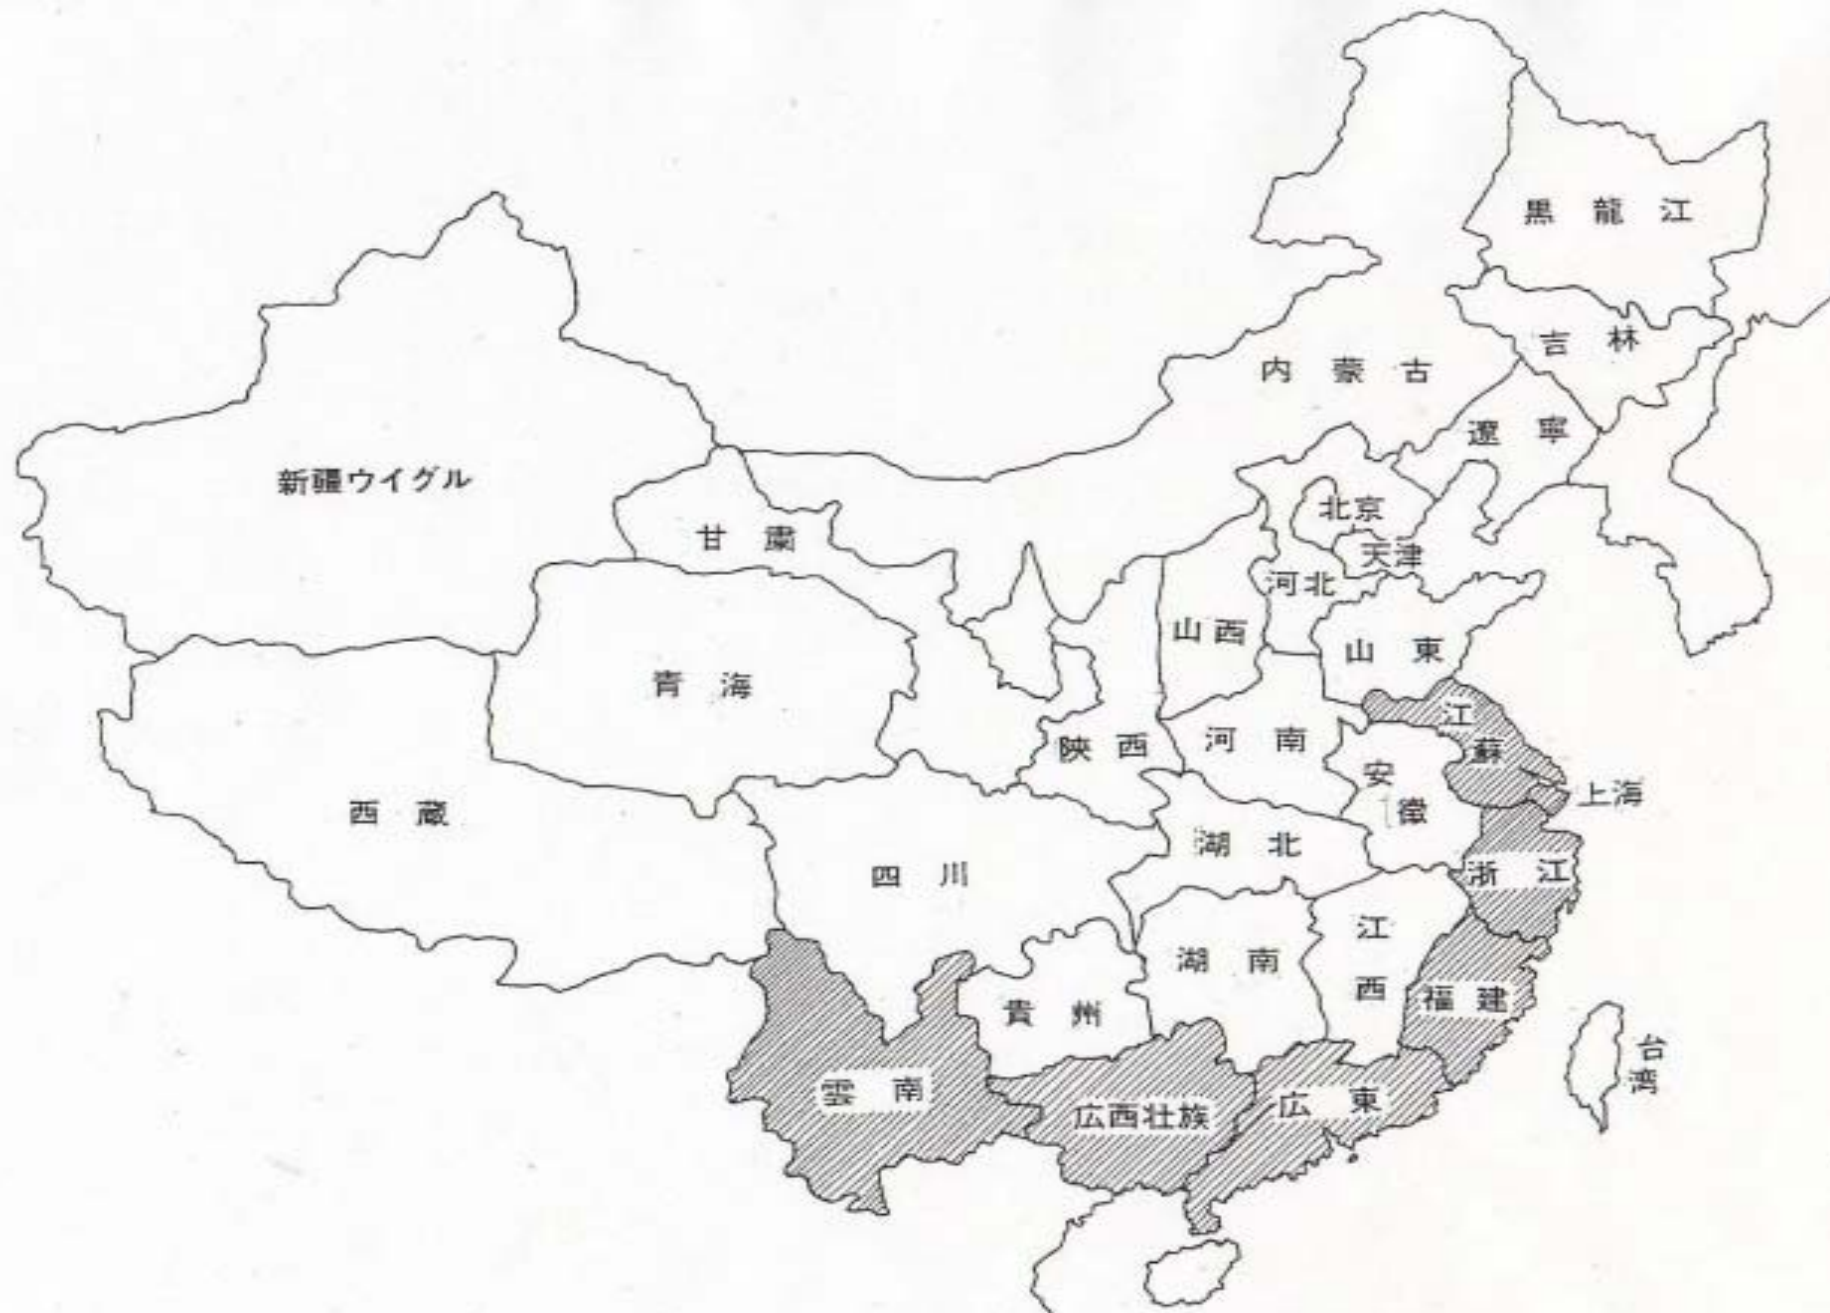 黒龍江
吉林
内蒙古
遼寧
新疆ウイグル
北京
甘粛
天津
河北
山西
山東
青海
江蘇
陝西
河南
安徽
上海
西蔵
湖北
四川
浙江
江西
湖南
福建
貴州
台湾
雲南
広西壮族
広東